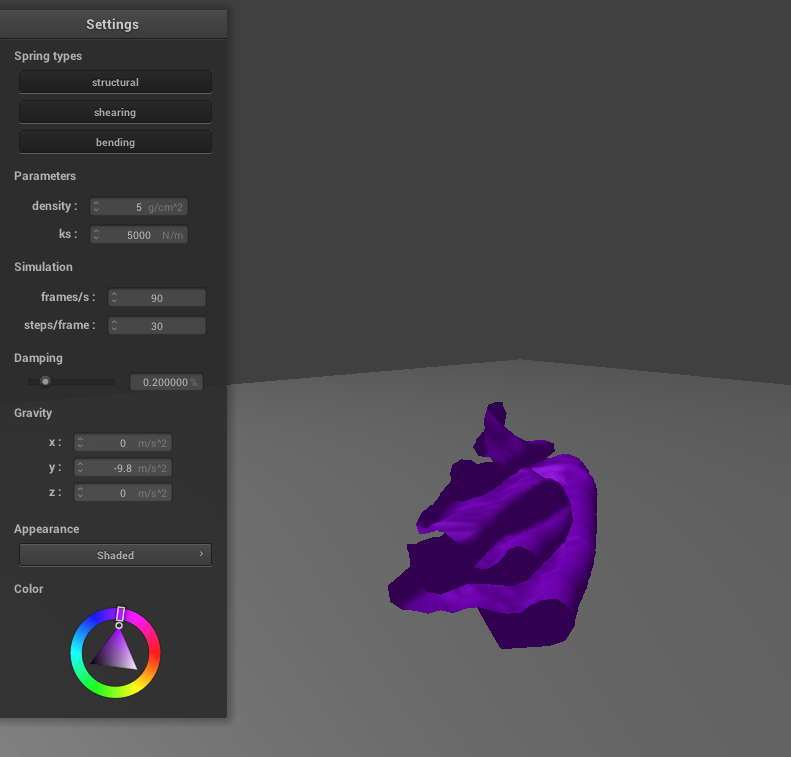 Settings
Spring types
structural
shearing
bending
Parameters
density : 5 g/cm^2
ks : 5000 N/m
Simulation
frames/s : 90
steps/frame : 30
Damping
0.200000 %
Gravity
x : 0 m/s^2
y : -9.8 m/s^2
z : 0 m/s^2
Appearance
Shaded
Color